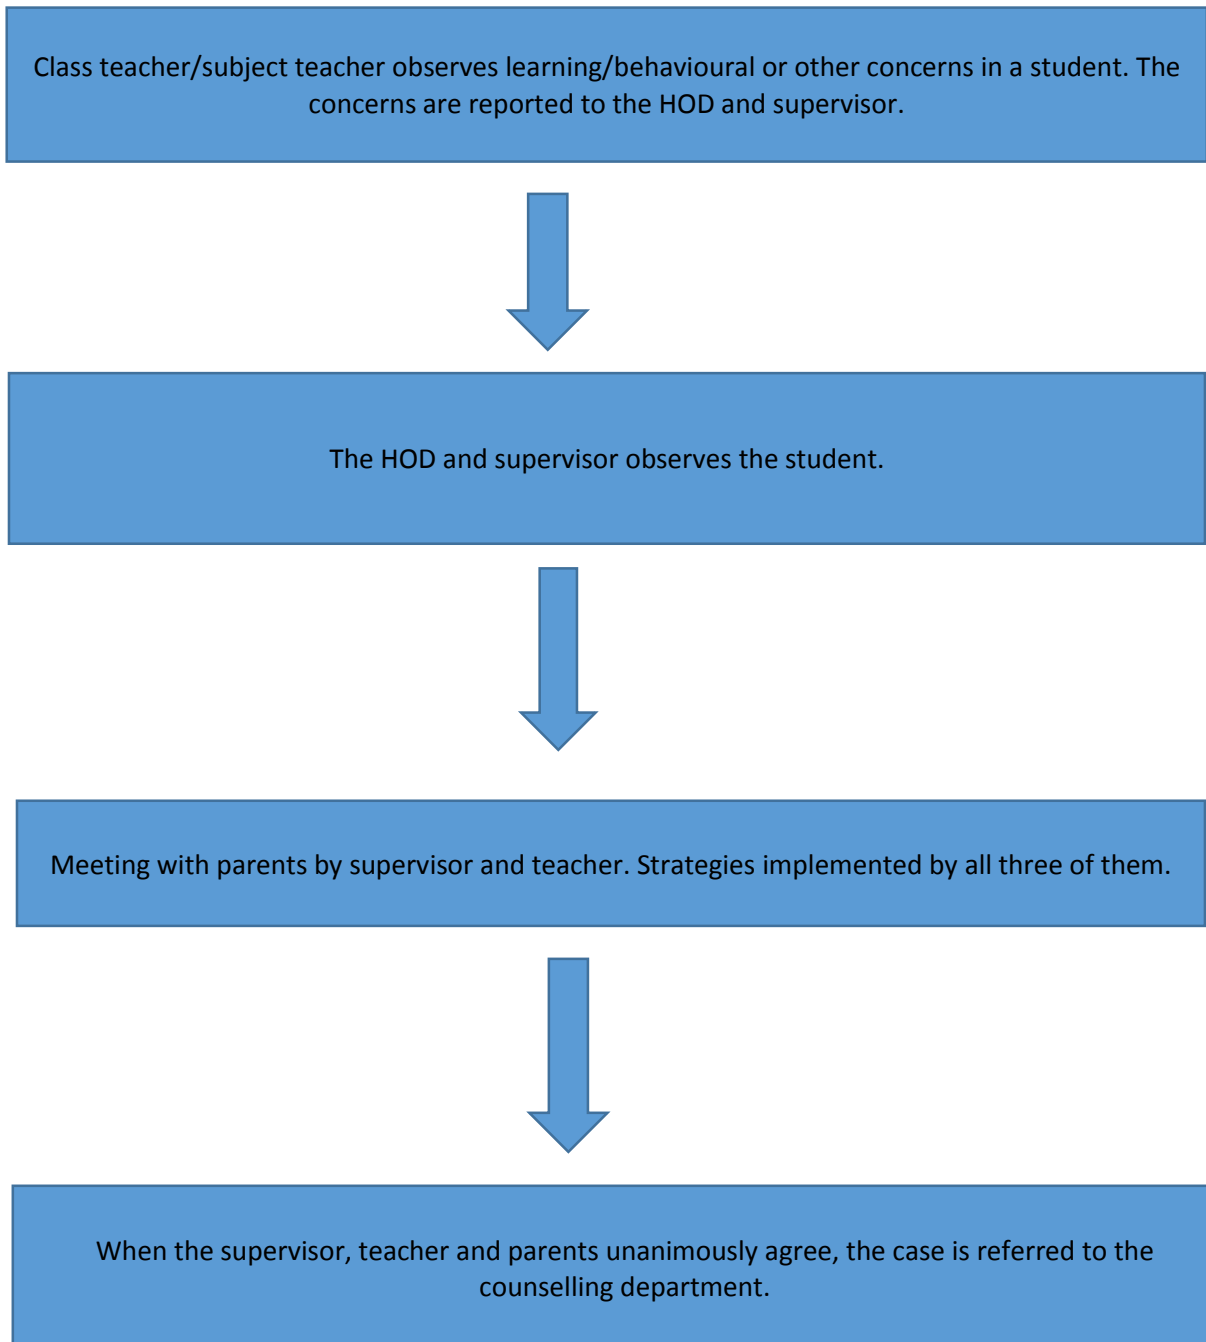 Class teacher/subject teacher observes learning/behavioural or other concerns in a student. The
concerns are reported to the HOD and supervisor.
The HOD and supervisor observes the student.
Meeting with parents by supervisor and teacher. Strategies implemented by all three of them.
When the supervisor, teacher and parents unanimously agree, the case is referred to the
counselling department.